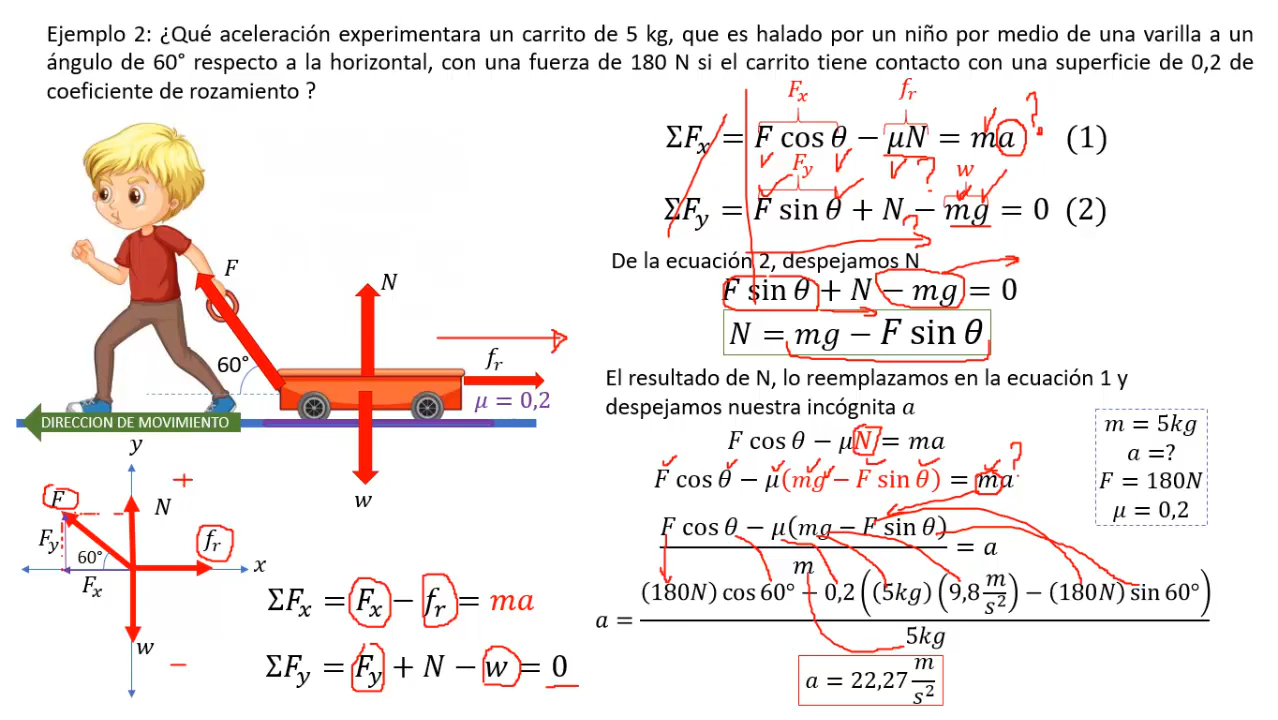 Ejemplo 2: ¿Qué aceleración experimentara un carrito de 5 kg, que es halado por un niño por medio de una varilla a un
ángulo de 60° respecto a la horizontal, con una fuerza de 180 N si el carrito tiene contacto con una superficie de 0,2 de
coeficiente de rozamiento ?
Fx fr ?
ΣFx = F cos θ − μN = ma (1)
Fy ? w
ΣFy = F sin θ + N − mg = 0 (2)
?
De la ecuación 2, despejamos N
F sin θ + N − mg = 0
N = mg − F sin θ
El resultado de N, lo reemplazamos en la ecuación 1 y
despejamos nuestra incógnita a
F cos θ − μN = ma
F cos θ − μ(mg − F sin θ) = ma ?
F cos θ − μ(mg − F sin θ)
= a
m
(180N) cos 60° − 0,2 ((5kg) (9,8 m/s²) − (180N) sin 60°)
a =
5kg
a = 22,27 m/s²
m = 5kg
a =?
F = 180N
μ = 0,2
F
N
60°
fr
μ = 0,2
DIRECCION DE MOVIMIENTO
w
y
+
F
N
Fy
60°
fr
x
Fx
w
−
ΣFx = Fx − fr = ma
ΣFy = Fy + N − w = 0